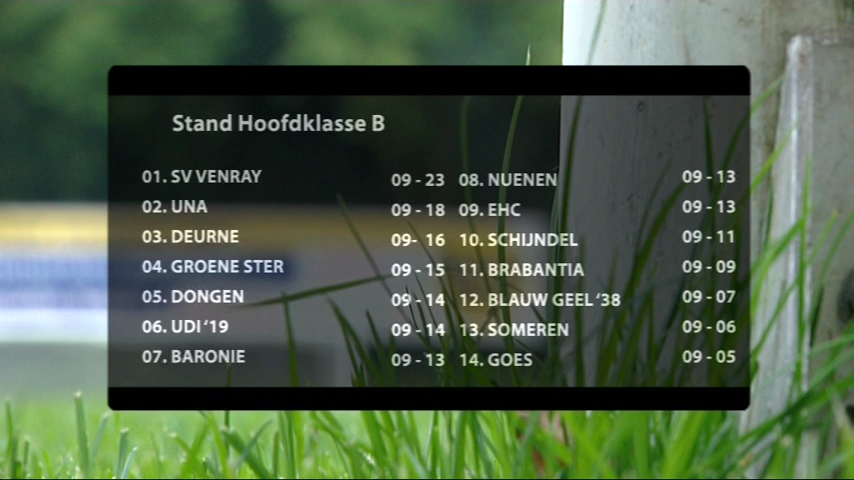 Stand Hoofdklasse B
01. SV VENRAY 09 - 23 08. NUENEN 09 - 13
02. UNA 09 - 18 09. EHC 09 - 13
03. DEURNE 09- 16 10. SCHIJNDEL 09 - 11
04. GROENE STER 09 - 15 11. BRABANTIA 09 - 09
05. DONGEN 09 - 14 12. BLAUW GEEL ‘38 09 - 07
06. UDI ‘19 09 - 14 13. SOMEREN 09 - 06
07. BARONIE 09 - 13 14. GOES 09 - 05